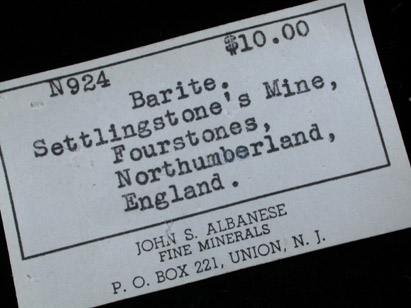 N924 $10.00
Barite.
Settlingstone's Mine,
Fourstones,
Northumberland,
England.
JOHN S. ALBANESE
FINE MINERALS
P. O. BOX 221, UNION, N. J.